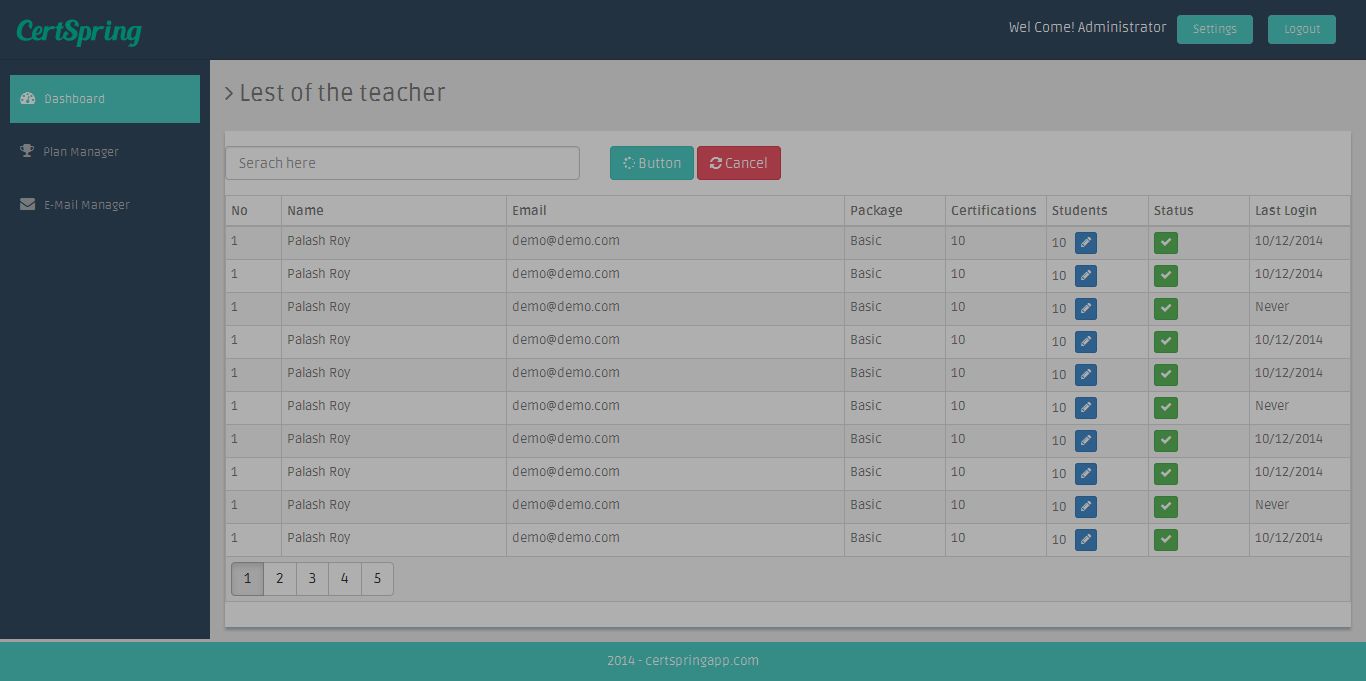 CertSpring
Wel Come! Administrator Settings Logout
Dashboard
Plan Manager
E-Mail Manager
> Lest of the teacher
Serach here Button Cancel
No Name Email Package Certifications Students Status Last Login
1 Palash Roy demo@demo.com Basic 10 10 10/12/2014
1 Palash Roy demo@demo.com Basic 10 10 10/12/2014
1 Palash Roy demo@demo.com Basic 10 10 Never
1 Palash Roy demo@demo.com Basic 10 10 10/12/2014
1 Palash Roy demo@demo.com Basic 10 10 10/12/2014
1 Palash Roy demo@demo.com Basic 10 10 Never
1 Palash Roy demo@demo.com Basic 10 10 10/12/2014
1 Palash Roy demo@demo.com Basic 10 10 10/12/2014
1 Palash Roy demo@demo.com Basic 10 10 Never
1 Palash Roy demo@demo.com Basic 10 10 10/12/2014
1 2 3 4 5
2014 - certspringapp.com